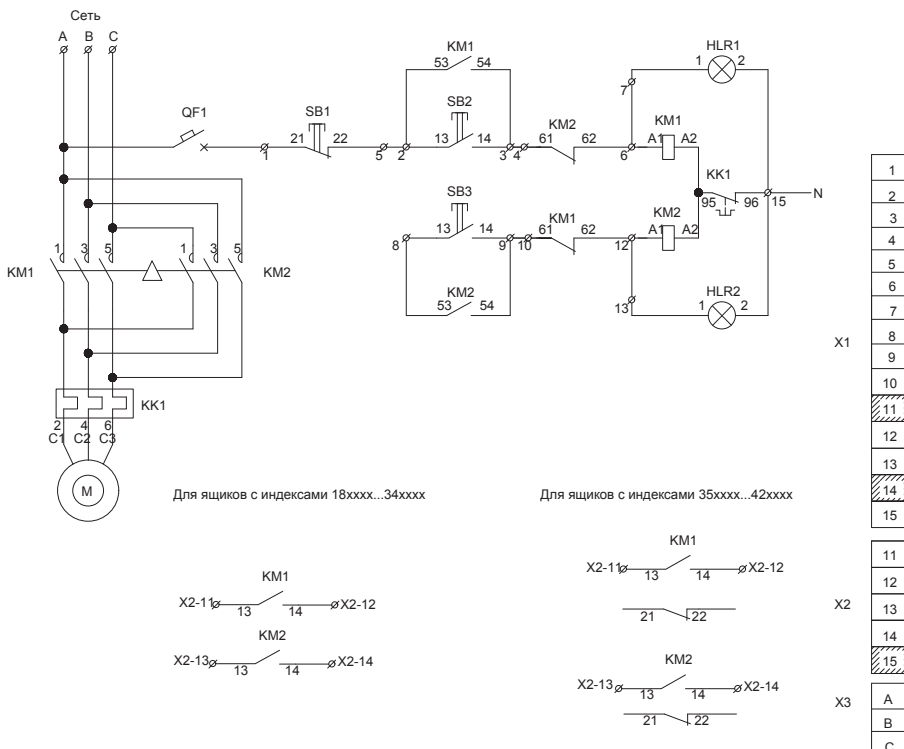 Сеть
A B C
QF1
1
SB1
21 22
5 2
KM1
53 54
SB2
13 14
3 4
KM2
61 62
6
7
HLR1
1 2
KM1
A1 A2
KK1
95 96
15 N
SB3
8 13 14
9 10
KM1
61 62
12
KM2
A1 A2
KM2
53 54
13
HLR2
1 2
KM1 1 3 5
1 3 5 KM2
KK1
2 4 6
C1 C2 C3
M
Для ящиков с индексами 18xxxx...34xxxx
KM1
X2-11 13 14 X2-12
KM2
X2-13 13 14 X2-14
Для ящиков с индексами 35xxxx...42xxxx
KM1
X2-11 13 14 X2-12
21 22
KM2
X2-13 13 14 X2-14
21 22
X1
1
2
3
4
5
6
7
8
9
10
11
12
13
14
15
X2
11
12
13
14
15
X3
A
B
C